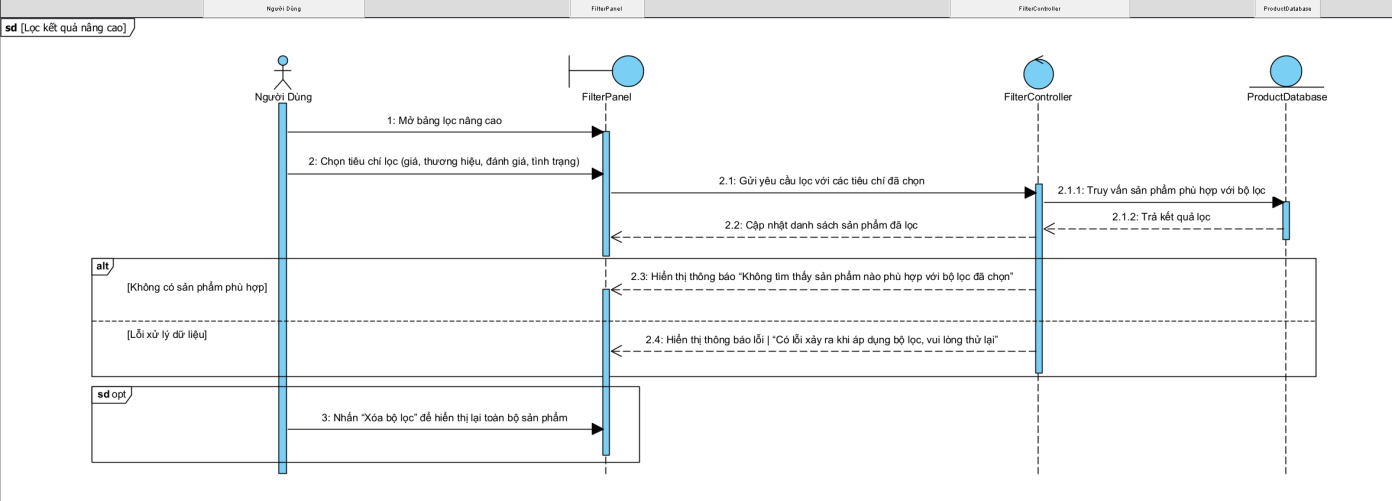 Người Dùng
FilterPanel
FilterController
ProductDatabase
sd [Lọc kết quả nâng cao]
Người Dùng
FilterPanel
FilterController
ProductDatabase
1: Mở bảng lọc nâng cao
2: Chọn tiêu chí lọc (giá, thương hiệu, đánh giá, tình trạng)
2.1: Gửi yêu cầu lọc với các tiêu chí đã chọn
2.1.1: Truy vấn sản phẩm phù hợp với bộ lọc
2.1.2: Trả kết quả lọc
2.2: Cập nhật danh sách sản phẩm đã lọc
alt
[Không có sản phẩm phù hợp]
2.3: Hiển thị thông báo “Không tìm thấy sản phẩm nào phù hợp với bộ lọc đã chọn”
[Lỗi xử lý dữ liệu]
2.4: Hiển thị thông báo lỗi | “Có lỗi xảy ra khi áp dụng bộ lọc, vui lòng thử lại”
sd opt
3: Nhấn “Xóa bộ lọc” để hiển thị lại toàn bộ sản phẩm